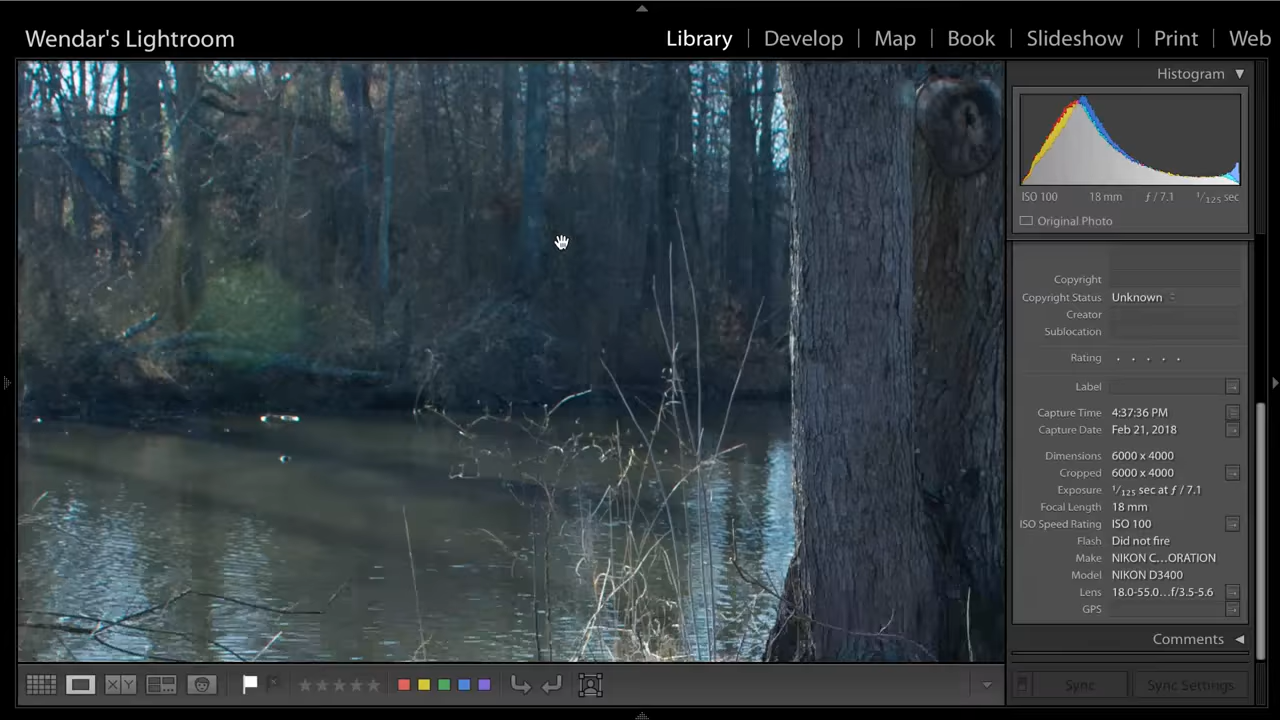 Wendar's Lightroom
Library | Develop | Map | Book | Slideshow | Print | Web
Histogram
ISO 100 18 mm ƒ / 7.1 1/125 sec
Original Photo
Copyright
Copyright Status Unknown
Creator
Sublocation
Rating . . . . .
Label
Capture Time 4:37:36 PM
Capture Date Feb 21, 2018
Dimensions 6000 x 4000
Cropped 6000 x 4000
Exposure 1/125 sec at ƒ / 7.1
Focal Length 18 mm
ISO Speed Rating ISO 100
Flash Did not fire
Make NIKON C...ORATION
Model NIKON D3400
Lens 18.0-55.0...f/3.5-5.6
GPS
Comments
X Y
Sync Sync Settings